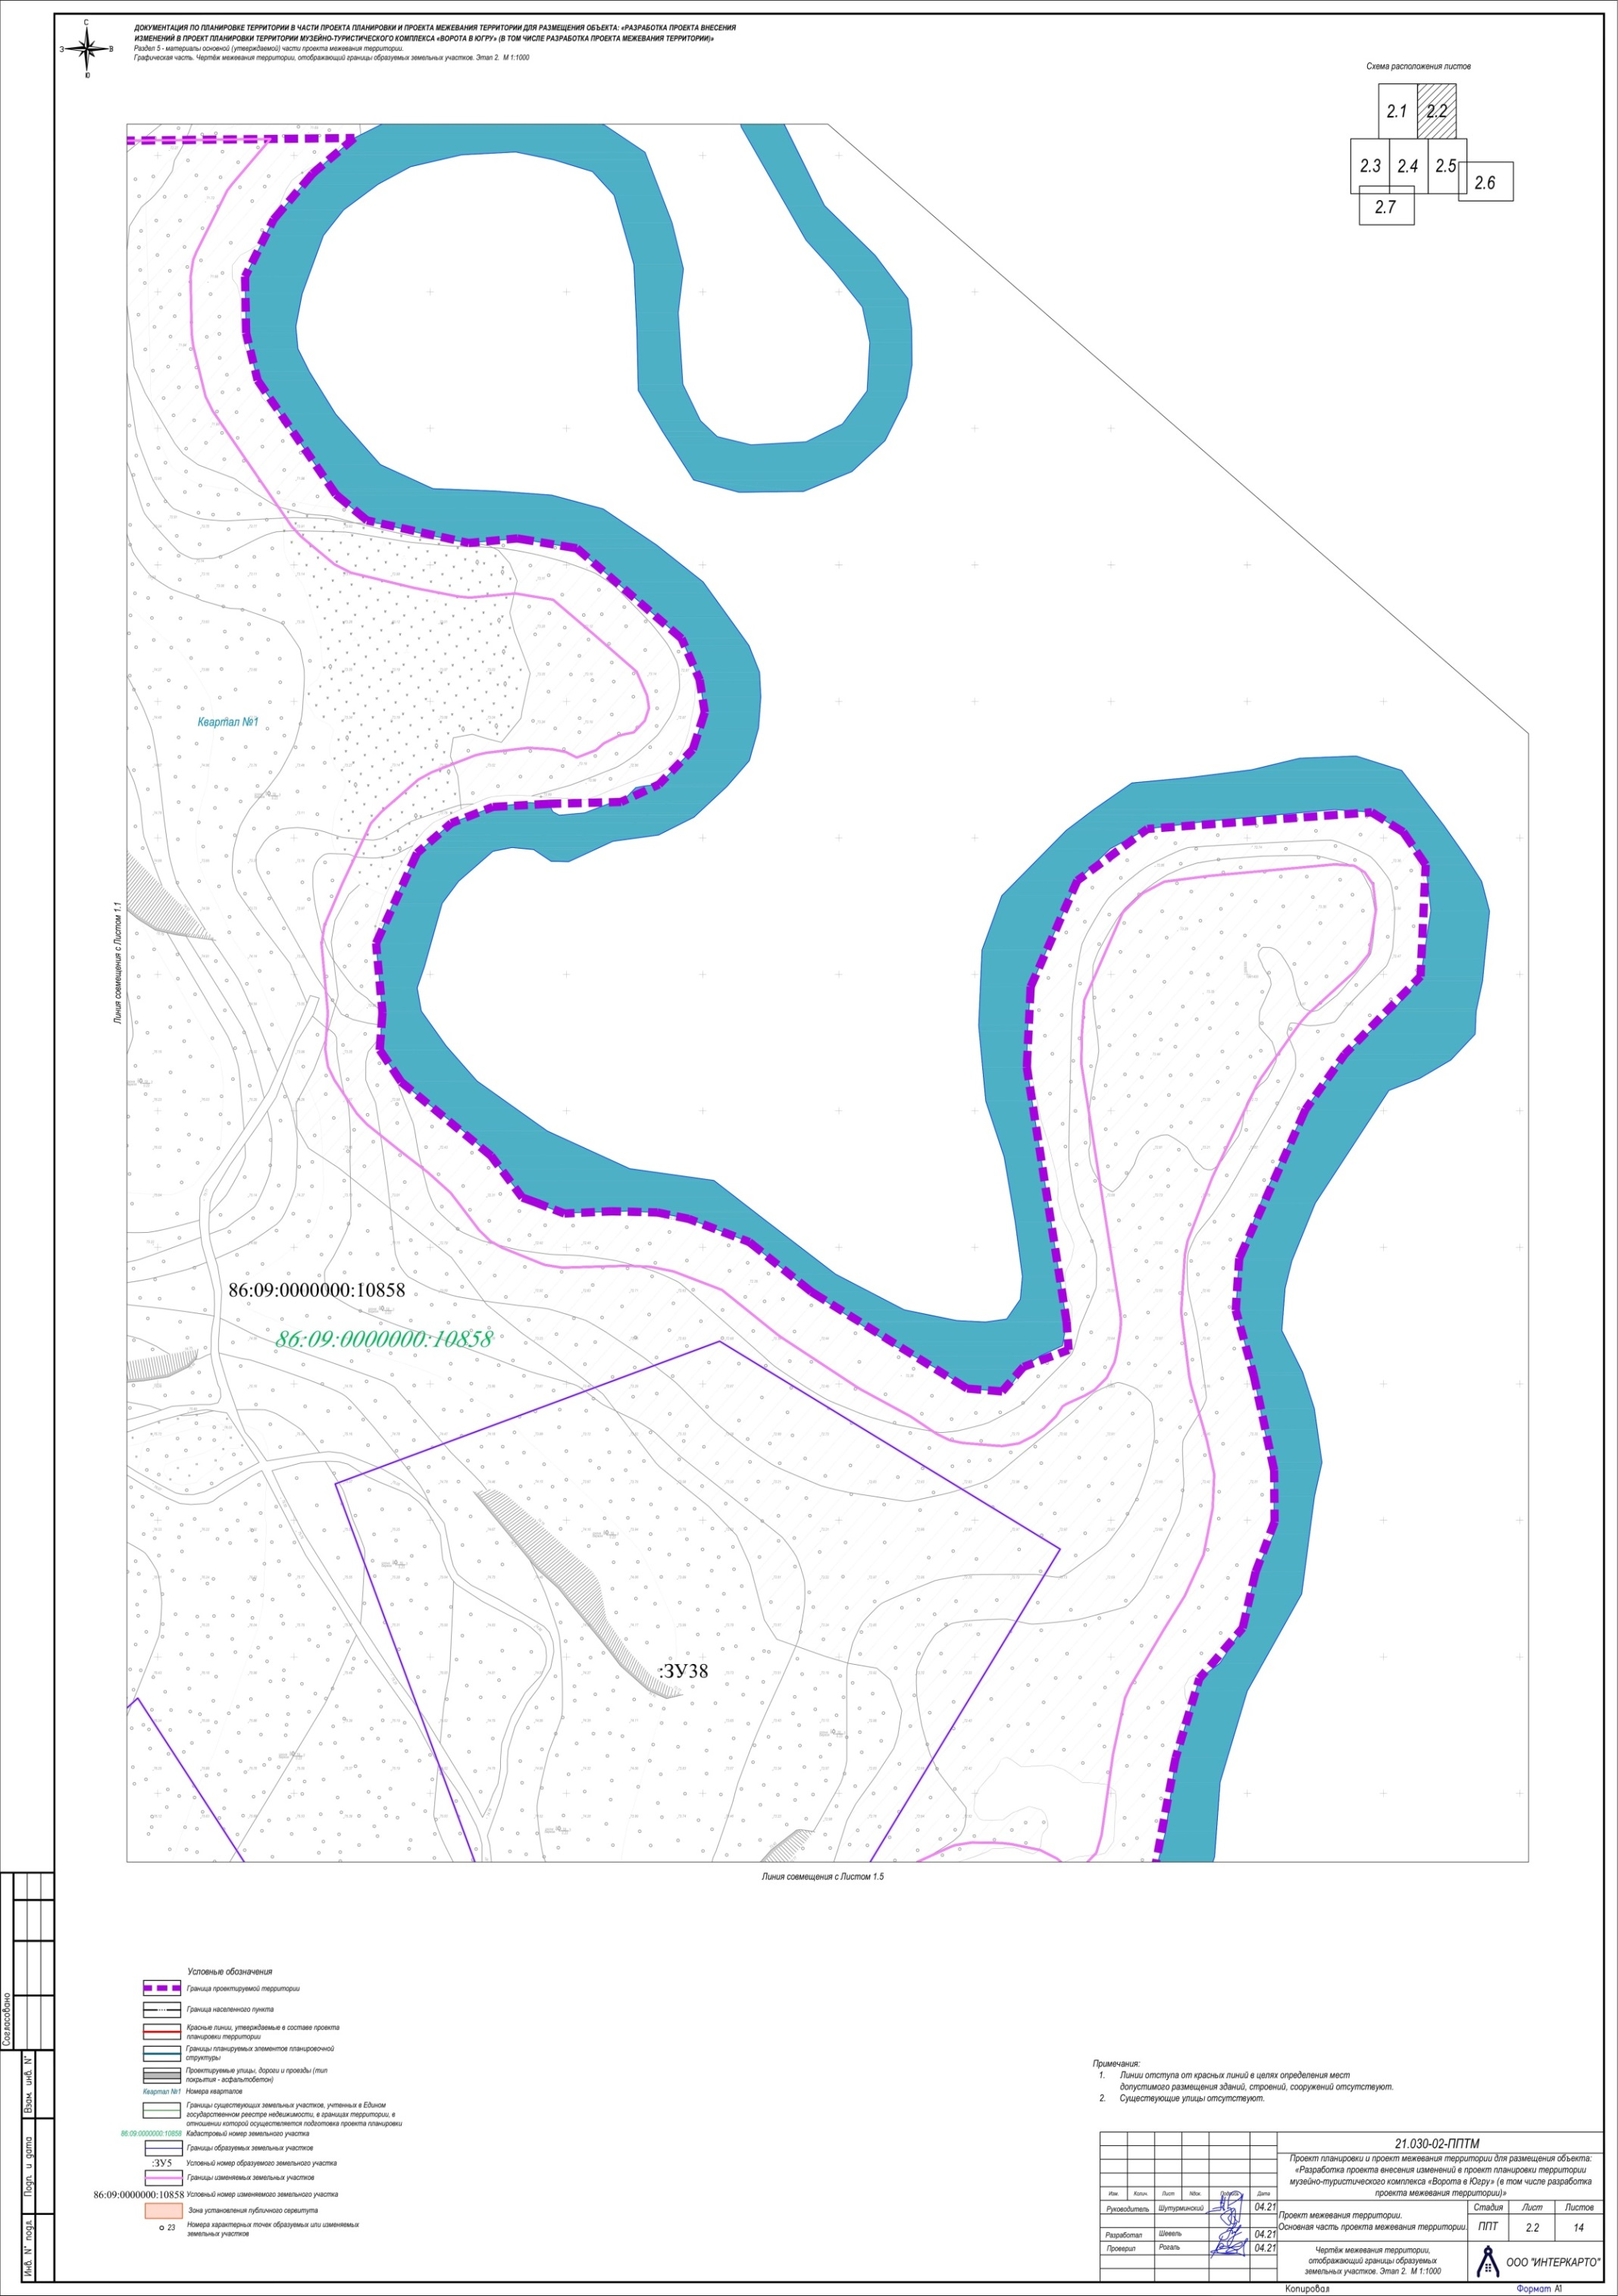 С
З
В
Ю
ДОКУМЕНТАЦИЯ ПО ПЛАНИРОВКЕ ТЕРРИТОРИИ В ЧАСТИ ПРОЕКТА ПЛАНИРОВКИ И ПРОЕКТА МЕЖЕВАНИЯ ТЕРРИТОРИИ ДЛЯ РАЗМЕЩЕНИЯ ОБЪЕКТА: «РАЗРАБОТКА ПРОЕКТА ВНЕСЕНИЯ
ИЗМЕНЕНИЙ В ПРОЕКТ ПЛАНИРОВКИ ТЕРРИТОРИИ МУЗЕЙНО-ТУРИСТИЧЕСКОГО КОМПЛЕКСА «ВОРОТА В ЮГРУ» (В ТОМ ЧИСЛЕ РАЗРАБОТКА ПРОЕКТА МЕЖЕВАНИЯ ТЕРРИТОРИИ)»
Раздел 5 - материалы основной (утверждаемой) части проекта межевания территории.
Графическая часть. Чертёж межевания территории, отображающий границы образуемых земельных участков. Этап 2. М 1:1000
Схема расположения листов
2.1
2.2
2.3
2.4
2.5
2.6
2.7
Квартал №1
Линия совмещения с Листом 1.1
86:09:0000000:10858
86:09:0000000:10858
:ЗУ38
Линия совмещения с Листом 1.5
Условные обозначения
Граница проектируемой территории
Граница населенного пункта
Красные линии, утверждаемые в составе проекта
планировки территории
Границы планируемых элементов планировочной
структуры
Проектируемые улицы, дороги и проезды (тип
покрытия - асфальтобетон)
Квартал №1 Номера кварталов
Границы существующих земельных участков, учтенных в Едином
государственном реестре недвижимости, в границах территории, в
отношении которой осуществляется подготовка проекта планировки
86:09:0000000:10858 Кадастровый номер земельного участка
Границы образуемых земельных участков
:ЗУ5 Условный номер образуемого земельного участка
Границы изменяемых земельных участков
86:09:0000000:10858 Условный номер изменяемого земельного участка
Зона установления публичного сервитута
23 Номера характерных точек образуемых или изменяемых
земельных участков
Примечания:
1. Линии отступа от красных линий в целях определения мест
допустимого размещения зданий, строений, сооружений отсутствуют.
2. Существующие улицы отсутствуют.
Согласовано
Взам. инв. N°
Подп. и дата
Инв. N° подл.
21.030-02-ППТМ
Проект планировки и проект межевания территории для размещения объекта:
«Разработка проекта внесения изменений в проект планировки территории
музейно-туристического комплекса «Ворота в Югру» (в том числе разработка
проекта межевания территории)»
Изм. Колич. Лист №док. Подпись Дата
Руководитель Шутурминский 04.21
Разработал Шевель 04.21
Проверил Рогаль 04.21
Проект межевания территории.
Основная часть проекта межевания территории.
Стадия Лист Листов
ППТ 2.2 14
Чертёж межевания территории,
отображающий границы образуемых
земельных участков. Этап 2. М 1:1000
ООО "ИНТЕРКАРТО"
Копировал
Формат А1